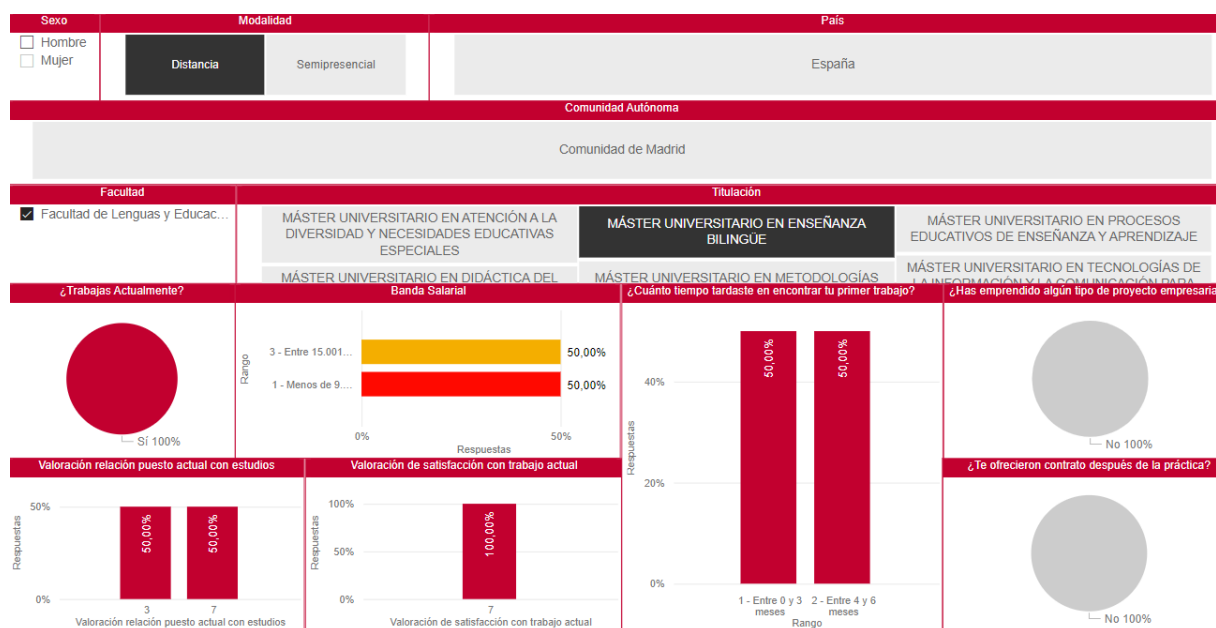 Sexo
Modalidad
País
Hombre
Mujer
Distancia
Semipresencial
España
Comunidad Autónoma
Comunidad de Madrid
Facultad
Titulación
Facultad de Lenguas y Educac...
MÁSTER UNIVERSITARIO EN ATENCIÓN A LA
DIVERSIDAD Y NECESIDADES EDUCATIVAS
ESPECIALES
MÁSTER UNIVERSITARIO EN ENSEÑANZA
BILINGÜE
MÁSTER UNIVERSITARIO EN PROCESOS
EDUCATIVOS DE ENSEÑANZA Y APRENDIZAJE
MÁSTER UNIVERSITARIO EN DIDÁCTICA DEL
MÁSTER UNIVERSITARIO EN METODOLOGÍAS
MÁSTER UNIVERSITARIO EN TECNOLOGÍAS DE
LA INFORMACIÓN Y LA COMUNICACIÓN PARA
¿Trabajas Actualmente?
Sí 100%
Banda Salarial
Rango
3 - Entre 15.001...
50,00%
1 - Menos de 9....
50,00%
0%
50%
Respuestas
¿Cuánto tiempo tardaste en encontrar tu primer trabajo?
Respuestas
40%
20%
0%
50,00%
50,00%
1 - Entre 0 y 3
meses
2 - Entre 4 y 6
meses
Rango
¿Has emprendido algún tipo de proyecto empresaria
No 100%
Valoración relación puesto actual con estudios
Respuestas
50%
0%
50,00%
50,00%
3
7
Valoración relación puesto actual con estudios
Valoración de satisfacción con trabajo actual
Respuestas
100%
50%
0%
100,00%
7
Valoración de satisfacción con trabajo actual
¿Te ofrecieron contrato después de la práctica?
No 100%